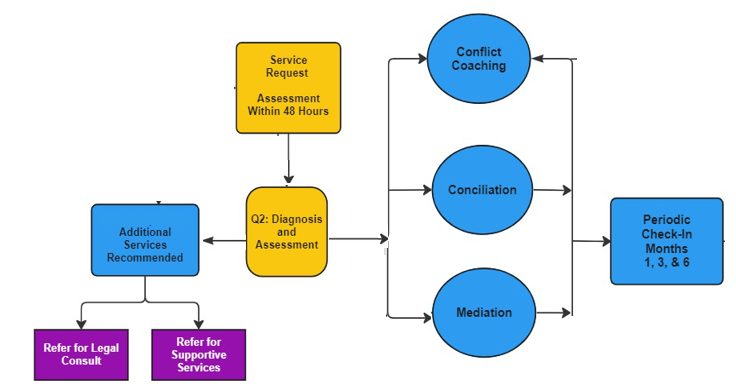 Service
Request
Assessment
Within 48 Hours
Q2: Diagnosis
and
Assessment
Additional
Services
Recommended
Refer for Legal
Consult
Refer for
Supportive
Services
Conflict
Coaching
Conciliation
Mediation
Periodic
Check-In
Months
1, 3, & 6